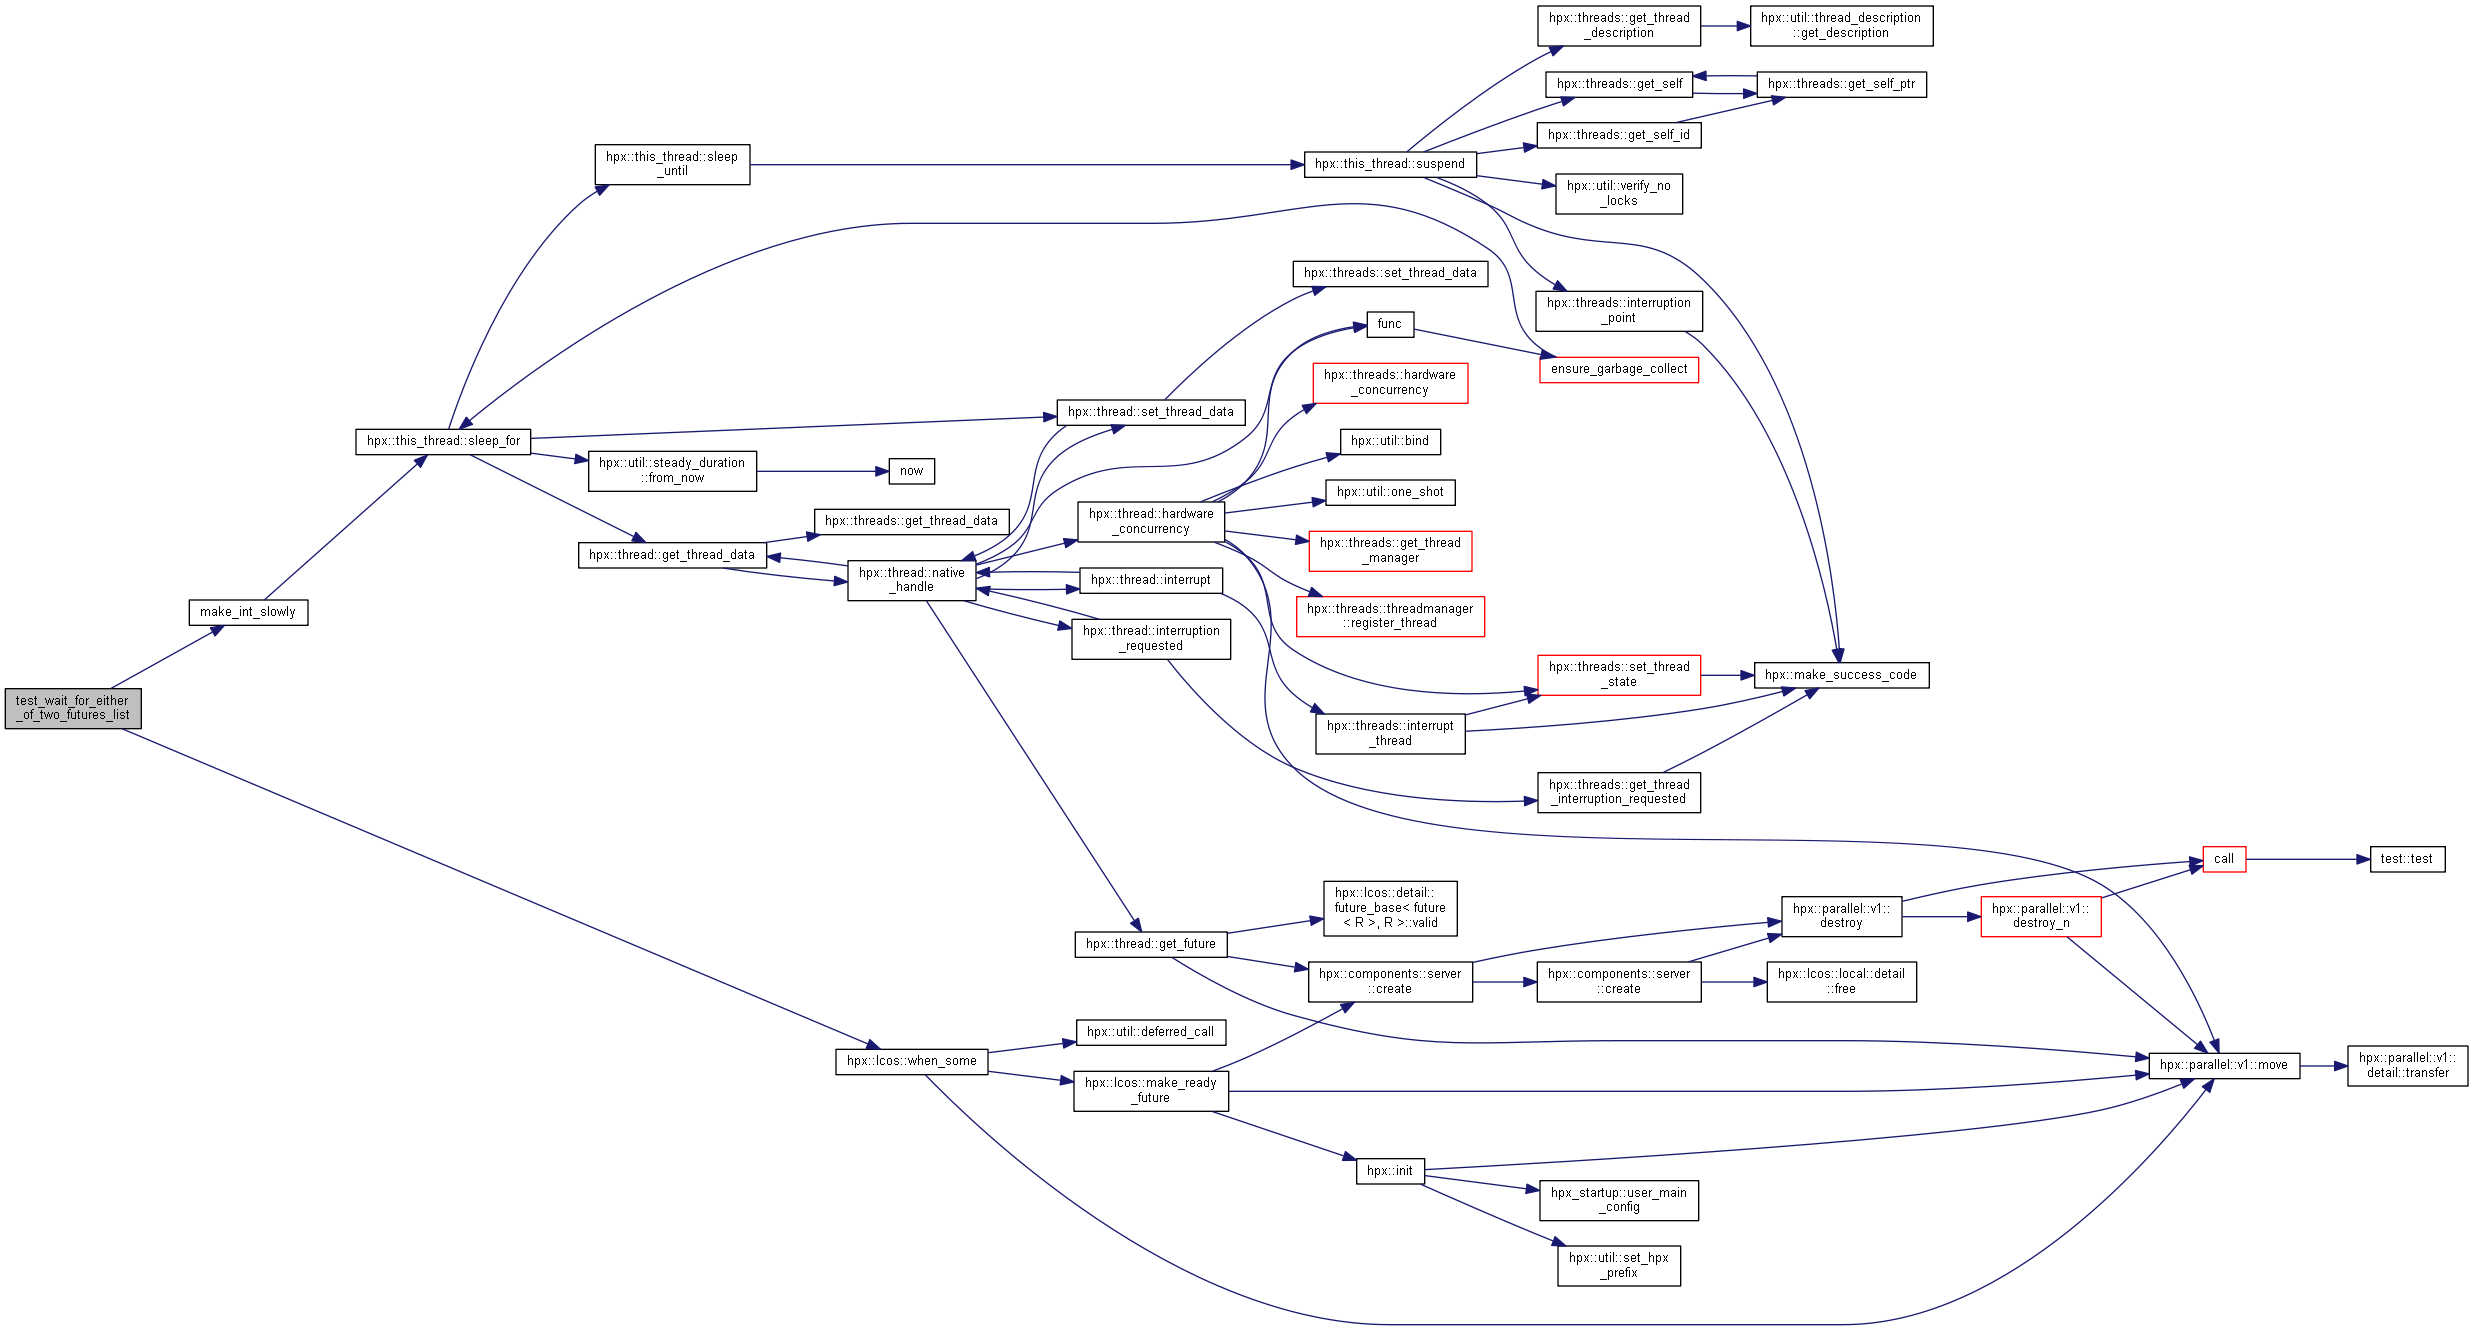 test_wait_for_either
_of_two_futures_list
make_int_slowly
hpx::this_thread::sleep_for
hpx::this_thread::sleep
_until
hpx::util::steady_duration
::from_now
hpx::thread::get_thread_data
now
hpx::threads::get_thread_data
hpx::thread::native
_handle
hpx::lcos::when_some
hpx::thread::set_thread_data
hpx::thread::hardware
_concurrency
hpx::thread::interrupt
hpx::thread::interruption
_requested
hpx::thread::get_future
hpx::util::deferred_call
hpx::lcos::make_ready
_future
hpx::this_thread::suspend
hpx::threads::set_thread_data
func
hpx::threads::hardware
_concurrency
hpx::util::bind
hpx::util::one_shot
hpx::threads::get_thread
_manager
hpx::threads::threadmanager
::register_thread
hpx::threads::interrupt
_thread
hpx::lcos::detail::
future_base< future
< R >, R >::valid
hpx::components::server
::create
hpx::init
hpx::threads::get_thread
_description
hpx::threads::get_self
hpx::threads::get_self_id
hpx::util::verify_no
_locks
hpx::threads::interruption
_point
ensure_garbage_collect
hpx::threads::set_thread
_state
hpx::threads::get_thread
_interruption_requested
hpx::components::server
::create
hpx_startup::user_main
_config
hpx::util::set_hpx
_prefix
hpx::util::thread_description
::get_description
hpx::threads::get_self_ptr
hpx::make_success_code
hpx::parallel::v1::
destroy
hpx::lcos::local::detail
::free
hpx::parallel::v1::
destroy_n
call
test::test
hpx::parallel::v1::move
hpx::parallel::v1::
detail::transfer